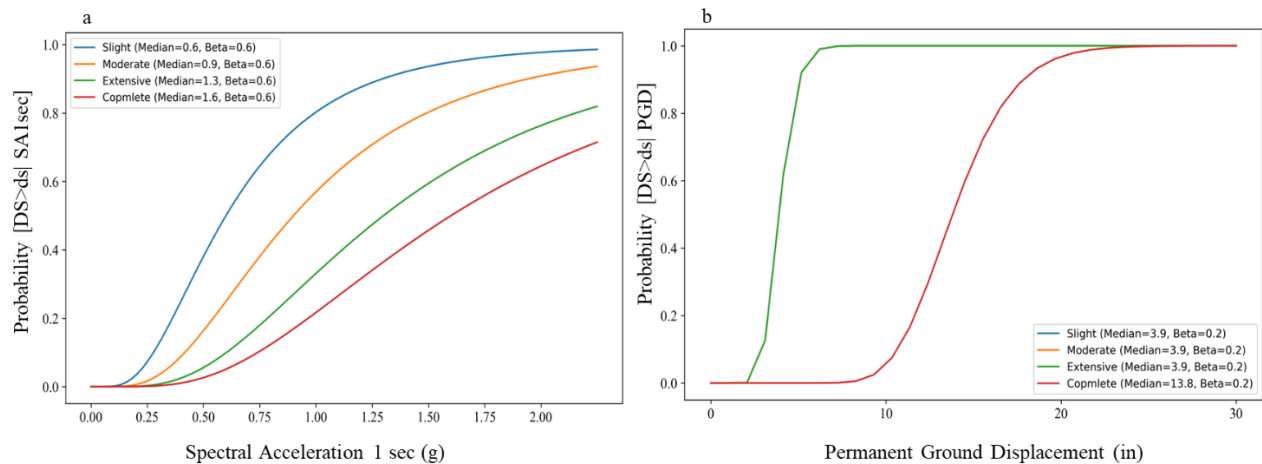 a
Probability [DS>ds| SA1sec]
1.0
0.8
0.6
0.4
0.2
0.0
Slight (Median=0.6, Beta=0.6)
Moderate (Median=0.9, Beta=0.6)
Extensive (Median=1.3, Beta=0.6)
Copmlete (Median=1.6, Beta=0.6)
0.00 0.25 0.50 0.75 1.00 1.25 1.50 1.75 2.00
Spectral Acceleration 1 sec (g)
b
Probability [DS>ds| PGD]
1.0
0.8
0.6
0.4
0.2
0.0
Slight (Median=3.9, Beta=0.2)
Moderate (Median=3.9, Beta=0.2)
Extensive (Median=3.9, Beta=0.2)
Copmlete (Median=13.8, Beta=0.2)
0 10 20 30
Permanent Ground Displacement (in)